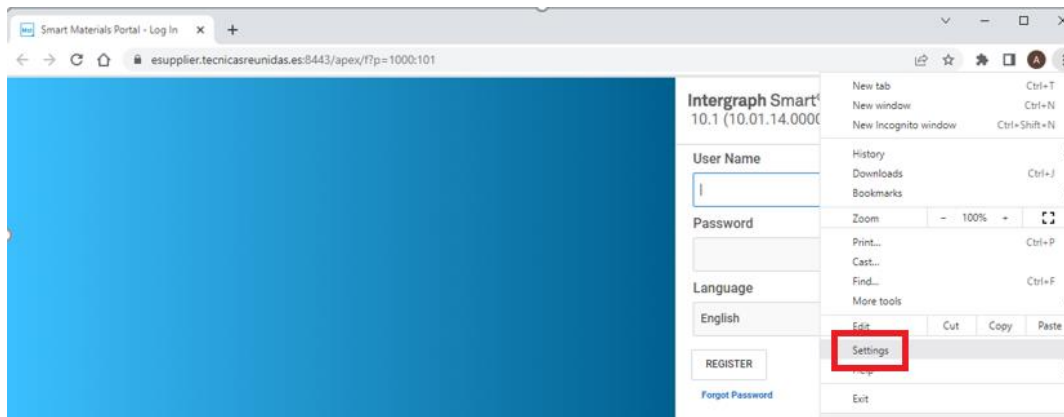 Smart Materials Portal - Log In
esupplier.tecnicasreunidas.es:8443/apex/f?p=1000:101
A
Intergraph Smart
10.1 (10.01.14.0000
User Name
Password
Language
English
REGISTER
Forgot Password
New tab Ctrl+T
New window Ctrl+N
New Incognito window Ctrl+Shift+N
History
Downloads Ctrl+J
Bookmarks
Zoom - 100% +
Print... Ctrl+P
Cast...
Find... Ctrl+F
More tools
Edit Cut Copy Paste
Settings
Help
Exit